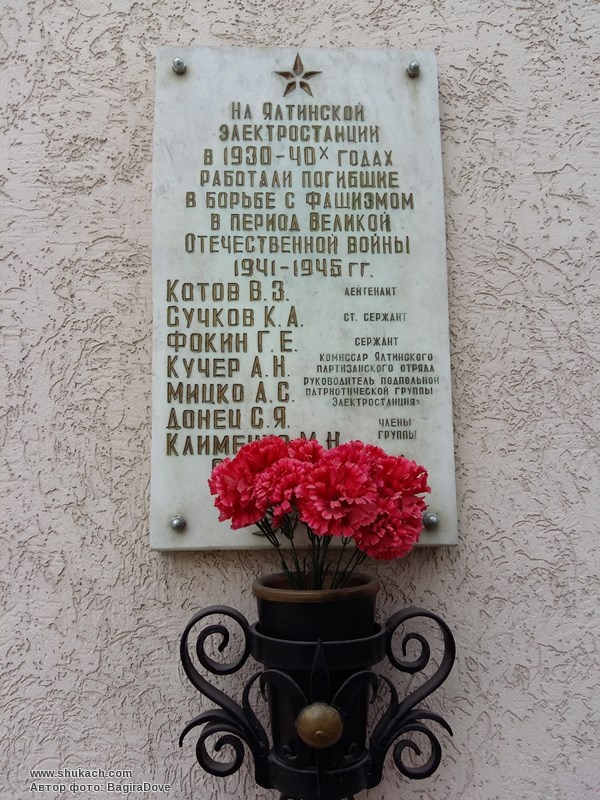 На Ялтинской
электростанции
в 1930-40х годах
работали погибшие
в борьбе с фашизмом
в период Великой
Отечественной войны
1941-1945 гг.
Котов В.З. лейтенант
Сучков К.А. ст. сержант
Фокин Г.Е. сержант
Кучер А.Н. комиссар Ялтинского
партизанского отряда
Мицко А.С. руководитель подпольной
патриотической группы
Электростанция»
Донец С.Я. члены
группы
Клименко М.Н.
www.shukach.com
Автор фото: BagiraDove